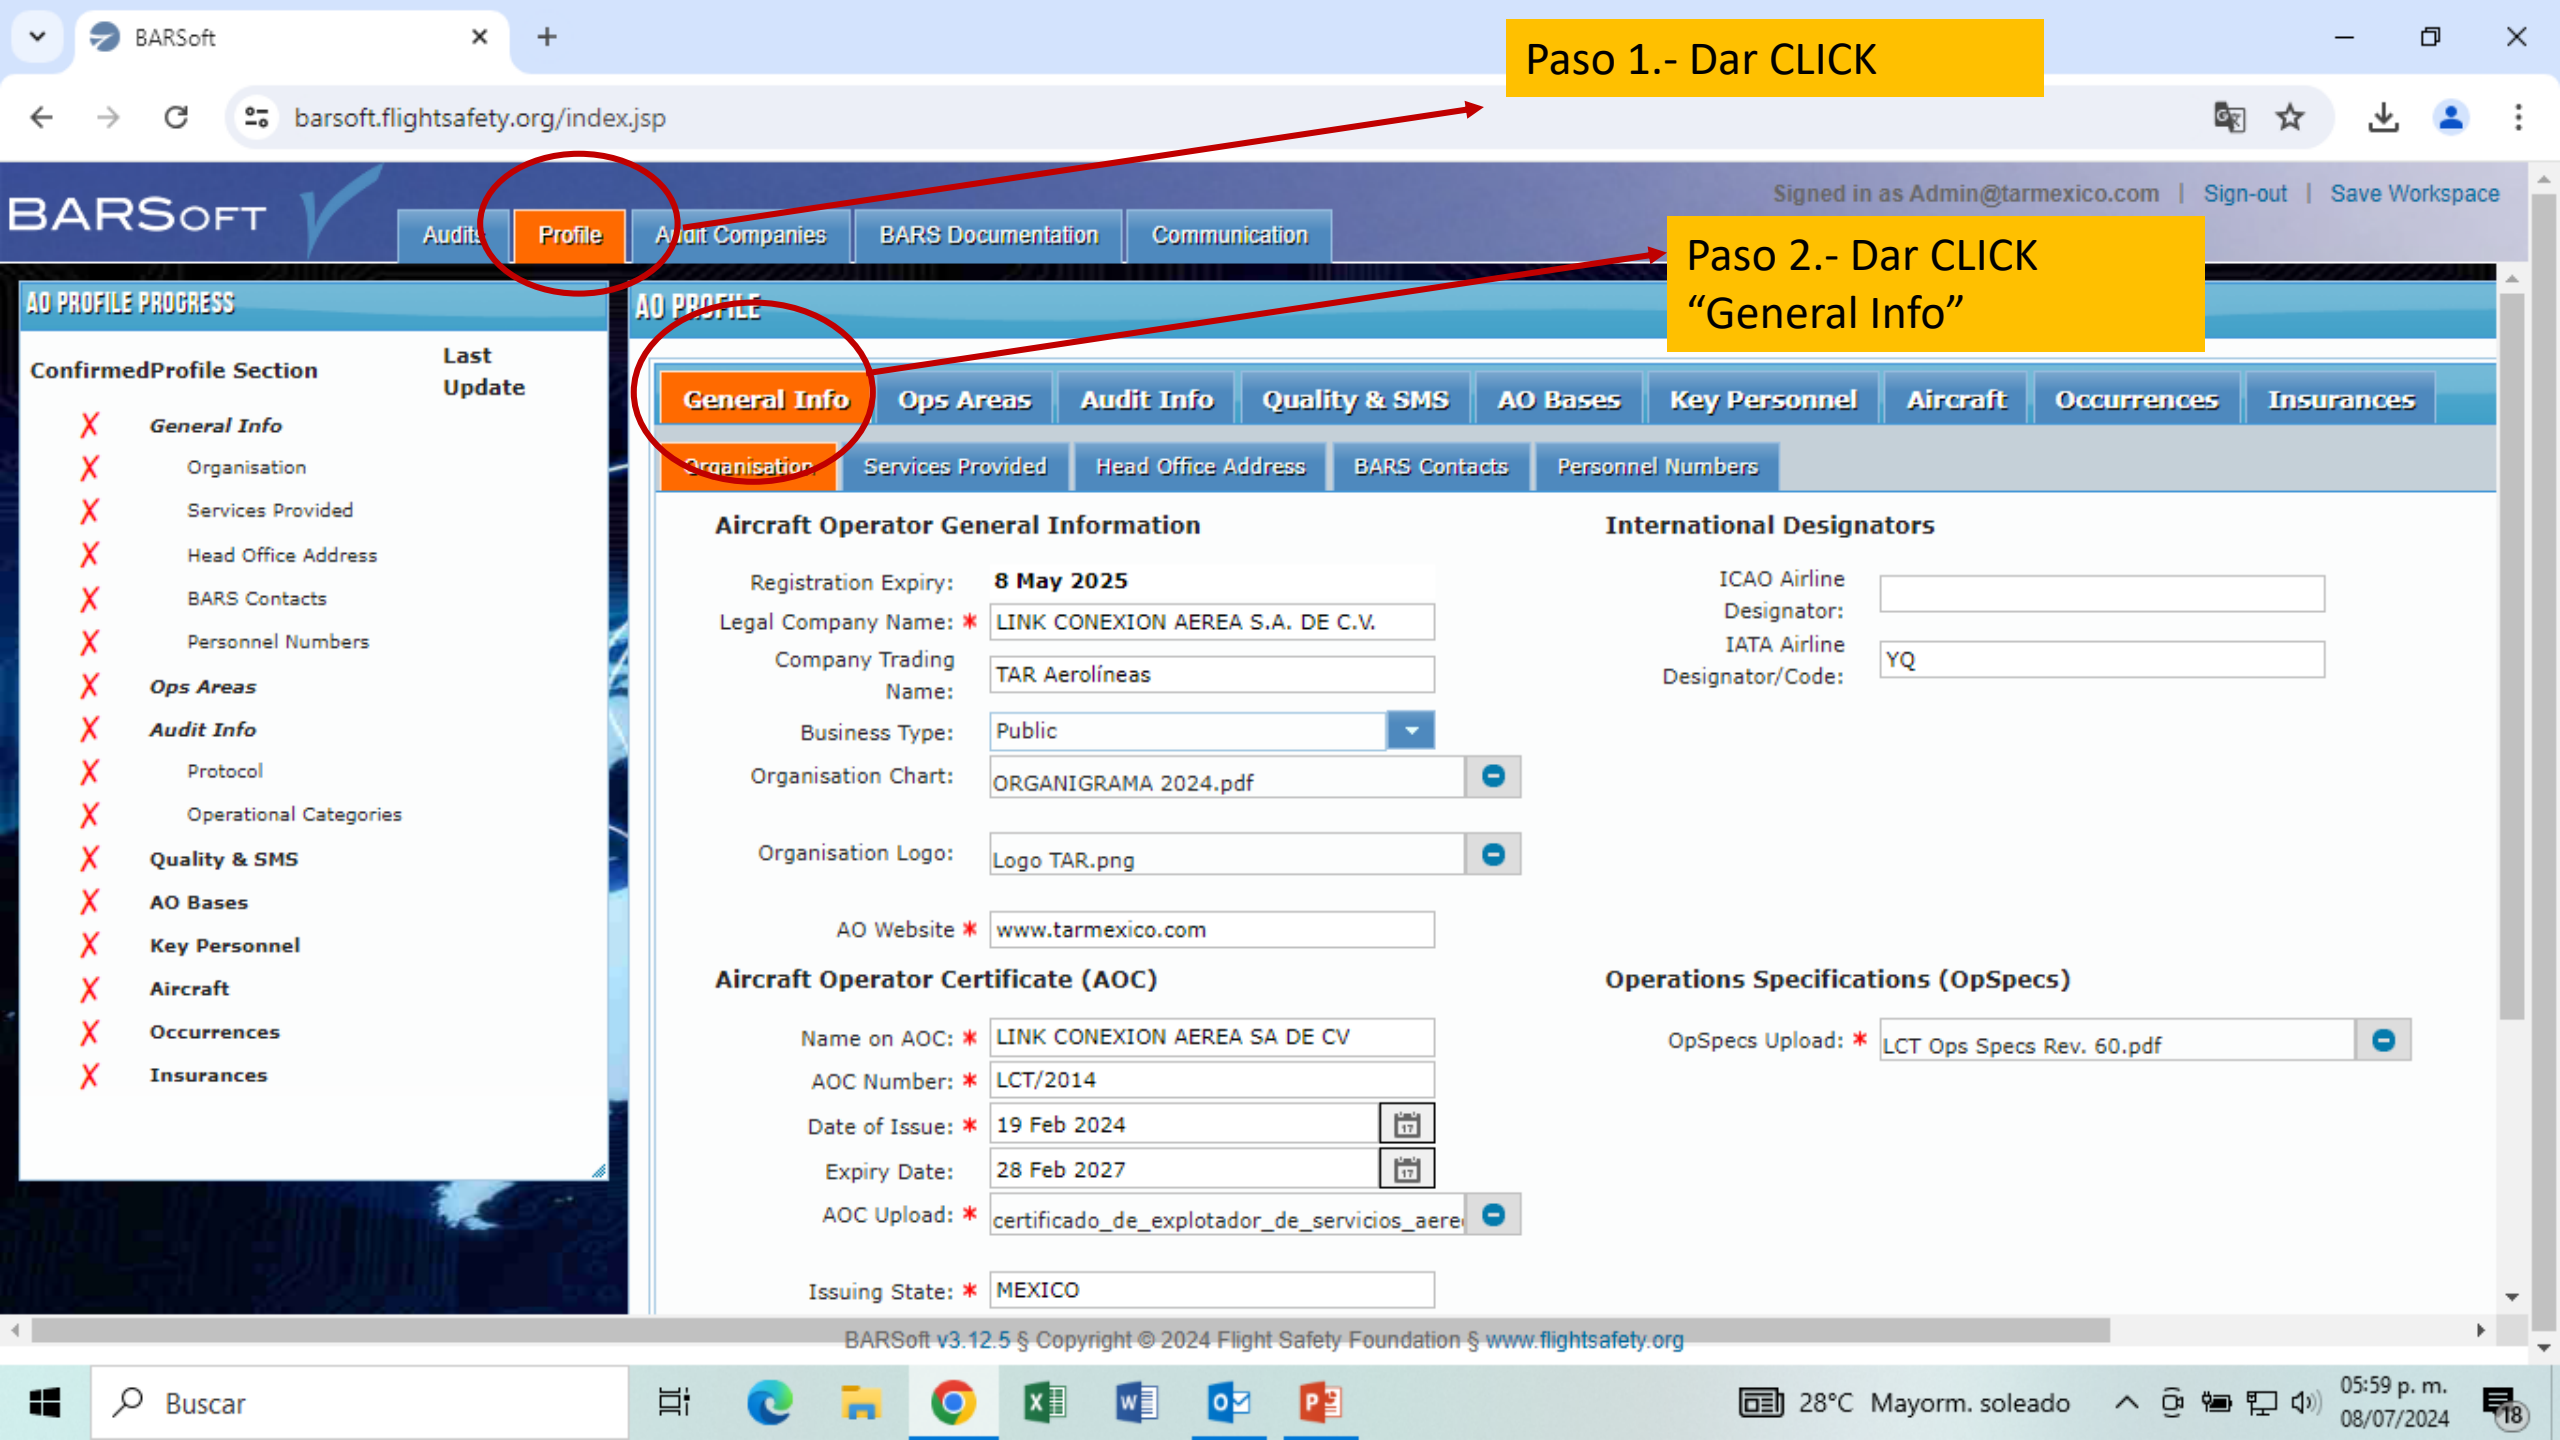 BARSoft
Paso 1.- Dar CLICK
barsoft.flightsafety.org/index.jsp
Signed in as Admin@tarmexico.com | Sign-out | Save Workspace
BARSOFT
Audits
Profile
Audit Companies
BARS Documentation
Communication
Paso 2.- Dar CLICK
“General Info”
AO PROFILE PROGRESS
Confirmed Profile Section
Last
Update
X General Info
X Organisation
X Services Provided
X Head Office Address
X BARS Contacts
X Personnel Numbers
X Ops Areas
X Audit Info
X Protocol
X Operational Categories
X Quality & SMS
X AO Bases
X Key Personnel
X Aircraft
X Occurrences
X Insurances
AO PROFILE
General Info
Ops Areas
Audit Info
Quality & SMS
AO Bases
Key Personnel
Aircraft
Occurrences
Insurances
Organisation
Services Provided
Head Office Address
BARS Contacts
Personnel Numbers
Aircraft Operator General Information
Registration Expiry: 8 May 2025
Legal Company Name: * LINK CONEXION AEREA S.A. DE C.V.
Company Trading
Name: TAR Aerolíneas
Business Type: Public
Organisation Chart: ORGANIGRAMA 2024.pdf
Organisation Logo: Logo TAR.png
AO Website * www.tarmexico.com
International Designators
ICAO Airline
Designator:
IATA Airline
Designator/Code: YQ
Aircraft Operator Certificate (AOC)
Name on AOC: * LINK CONEXION AEREA SA DE CV
AOC Number: * LCT/2014
Date of Issue: * 19 Feb 2024
17
Expiry Date: 28 Feb 2027
17
AOC Upload: * certificado_de_explotador_de_servicios_aere
Issuing State: * MEXICO
Operations Specifications (OpSpecs)
OpSpecs Upload: * LCT Ops Specs Rev. 60.pdf
BARSoft v3.12.5 § Copyright © 2024 Flight Safety Foundation § www.flightsafety.org
Buscar
28°C Mayorm. soleado
05:59 p. m.
08/07/2024
18